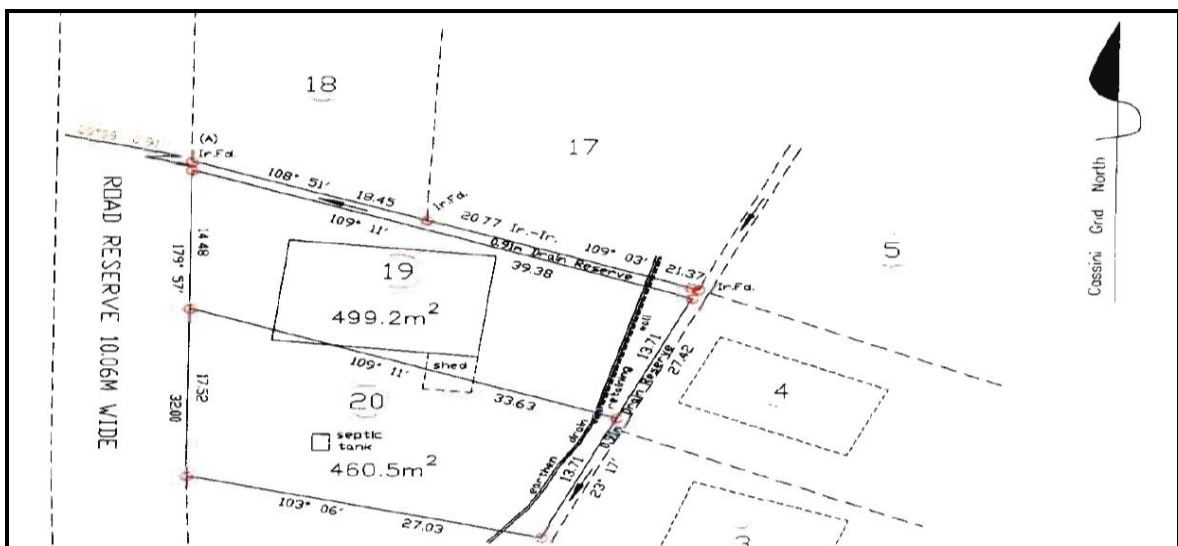 18
17
5
(A)
Ir.Fd.
108° 51'
18.45
Ir.Fd.
20.77 Ir.-Ir.
109° 03'
21.37
Ir.Fd.
109° 11'
0.91m Drain Reserve
39.38
ROAD RESERVE 10.06M WIDE
14.48
179° 57'
19
499.2m²
retaining wall
13.71
0.91m Drain Reserve
27.42
shed
109° 11'
33.63
4
17.52
32.00
20
septic
tank
460.5m²
earthen drain
13.71
23° 17'
103° 06'
27.03
3
Cassini Grid North